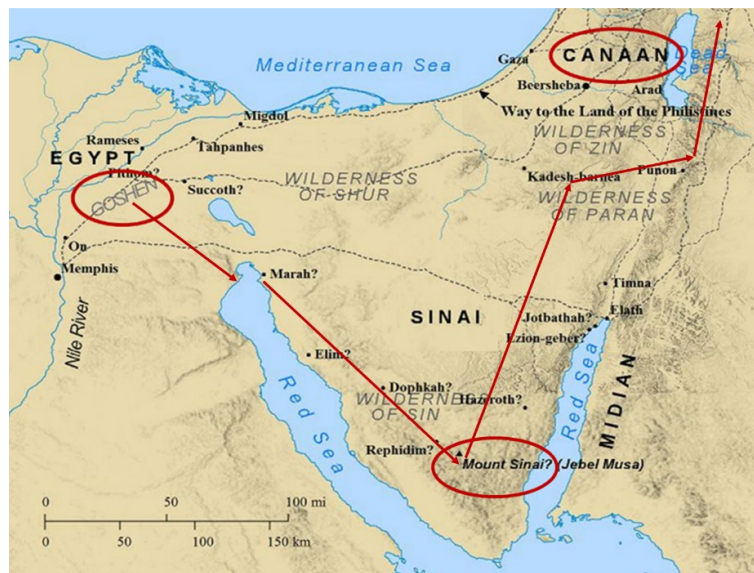 Mediterranean Sea
Gaza
CANAAN
Dead
Sea
Beersheba
Arad
Way to the Land of the Philistines
Migdol
WILDERNESS
OF ZIN
Rameses
Tahpanhes
EGYPT
Pithom?
Kadesh-barnea
Punon
GOSHEN
Succoth?
WILDERNESS
OF SHUR
WILDERNESS
OF PARAN
On
Memphis
Marah?
Timna
Nile River
SINAI
Jotbathah?
Elath
Ezion-geber?
Elim?
Red Sea
Red Sea
MIDIAN
Dophkah?
WILDERNESS
OF SIN
Hazeroth?
Rephidim?
Mount Sinai? (Jebel Musa)
0 50 100 mi
0 50 100 150 km